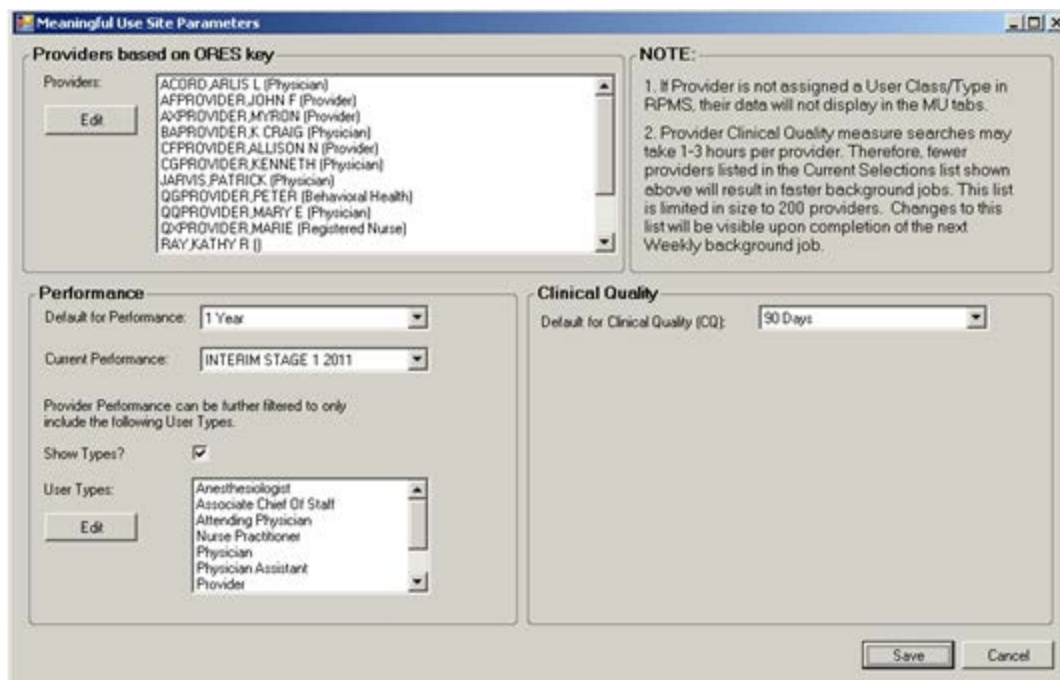 Meaningful Use Site Parameters
Providers based on ORES key
Providers:
Edit
ACORD,ARLIS L (Physician)
AFPROVIDER,JOHN F (Provider)
AXPROVIDER,MYRON (Provider)
BAPROVIDER,K CRAIG (Physician)
CFPROVIDER,ALLISON N (Provider)
CGPROVIDER,KENNETH (Physician)
JARVIS,PATRICK (Physician)
QGPROVIDER,PETER (Behavioral Health)
QQPROVIDER,MARY E (Physician)
QXPROVIDER,MARIE (Registered Nurse)
RAY,KATHY R ()
NOTE:
1. If Provider is not assigned a User Class/Type in
RPMS, their data will not display in the MU tabs.
2. Provider Clinical Quality measure searches may
take 1-3 hours per provider. Therefore, fewer
providers listed in the Current Selections list shown
above will result in faster background jobs. This list
is limited in size to 200 providers. Changes to this
list will be visible upon completion of the next
Weekly background job.
Performance
Default for Performance: 1 Year
Current Performance: INTERIM STAGE 1 2011
Provider Performance can be further filtered to only
include the following User Types.
Show Types?
User Types:
Edit
Anesthesiologist
Associate Chief Of Staff
Attending Physician
Nurse Practitioner
Physician
Physician Assistant
Provider
Clinical Quality
Default for Clinical Quality (CQ): 90 Days
Save Cancel